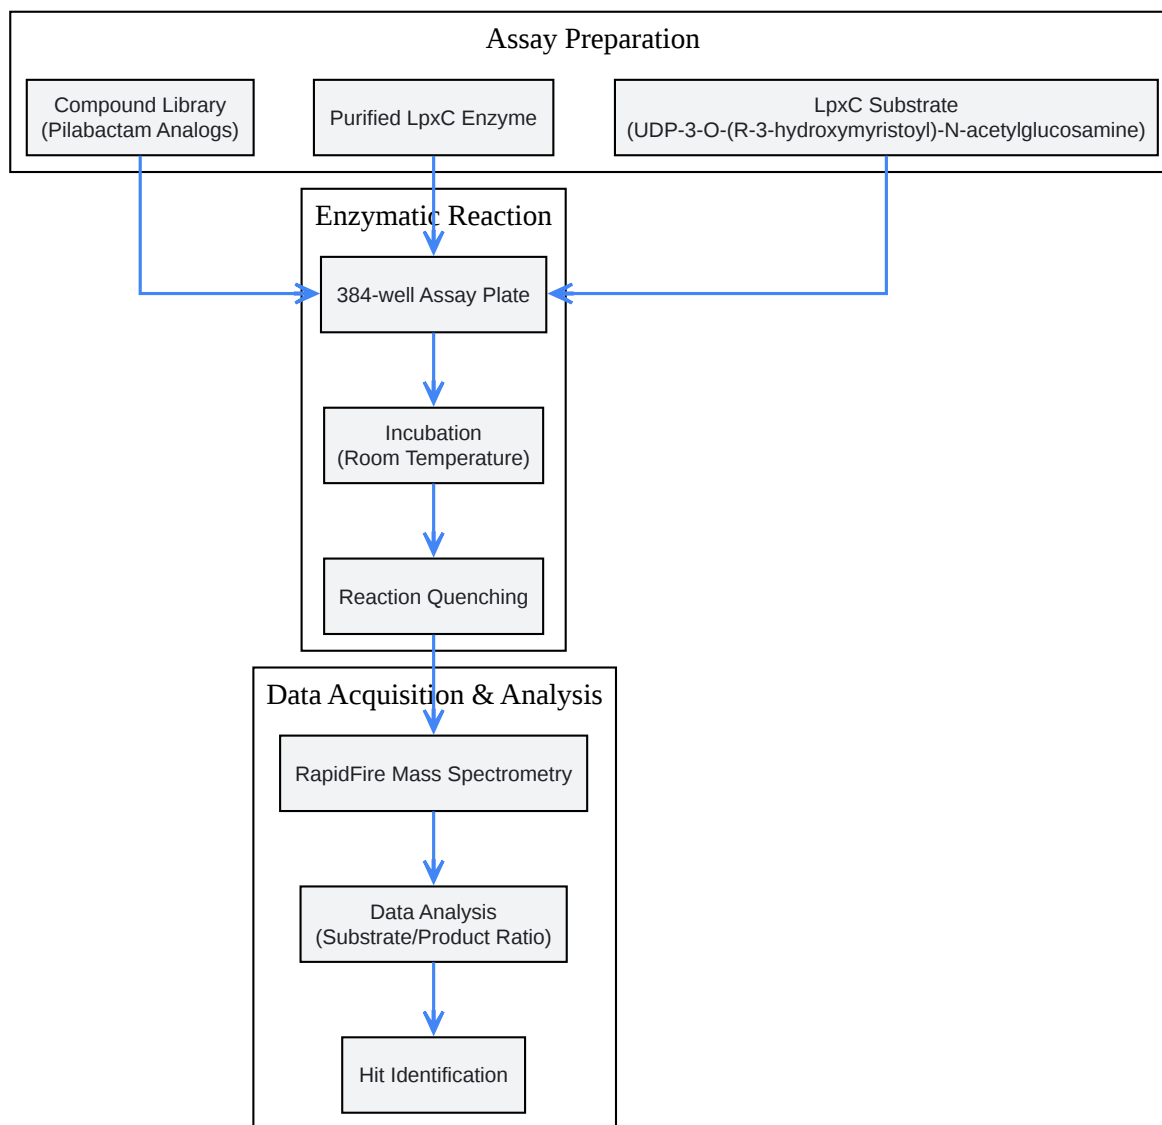 Assay Preparation
Compound Library
(Pilabactam Analogs)
Purified LpxC Enzyme
LpxC Substrate
(UDP-3-O-(R-3-hydroxymyristoyl)-N-acetylglucosamine)
Enzymatic Reaction
384-well Assay Plate
Incubation
(Room Temperature)
Reaction Quenching
Data Acquisition & Analysis
RapidFire Mass Spectrometry
Data Analysis
(Substrate/Product Ratio)
Hit Identification